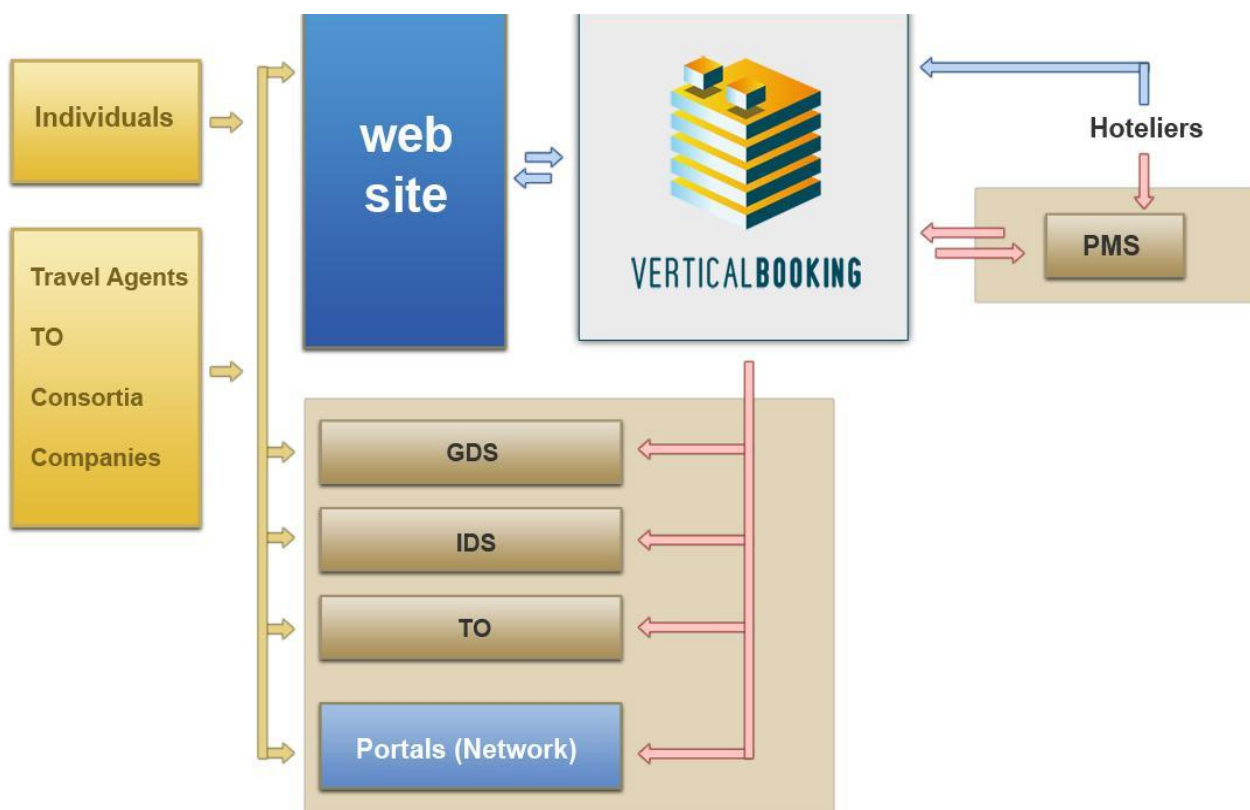 Individuals
Travel Agents
TO
Consortia
Companies
web
site
VERTICALBOOKING
Hoteliers
PMS
GDS
IDS
TO
Portals (Network)